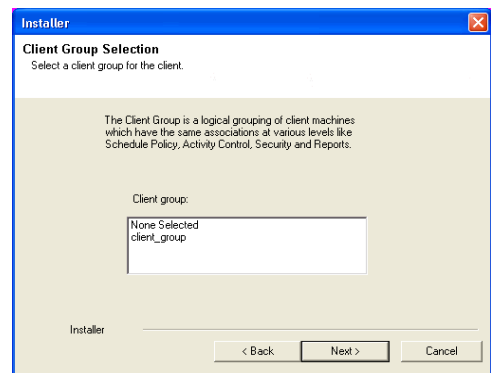 Installer
Client Group Selection
Select a client group for the client.
The Client Group is a logical grouping of client machines
which have the same associations at various levels like
Schedule Policy, Activity Control, Security and Reports.
Client group:
None Selected
client_group
Installer
< Back
Next >
Cancel